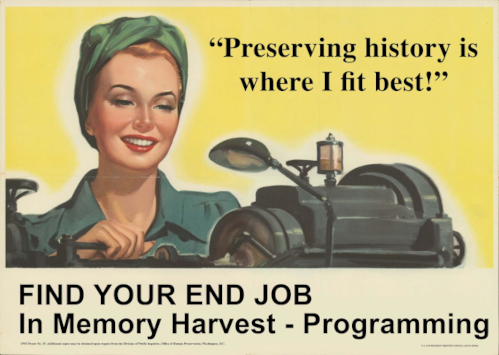 “Preserving history is
where I fit best!”
FIND YOUR END JOB
In Memory Harvest - Programming